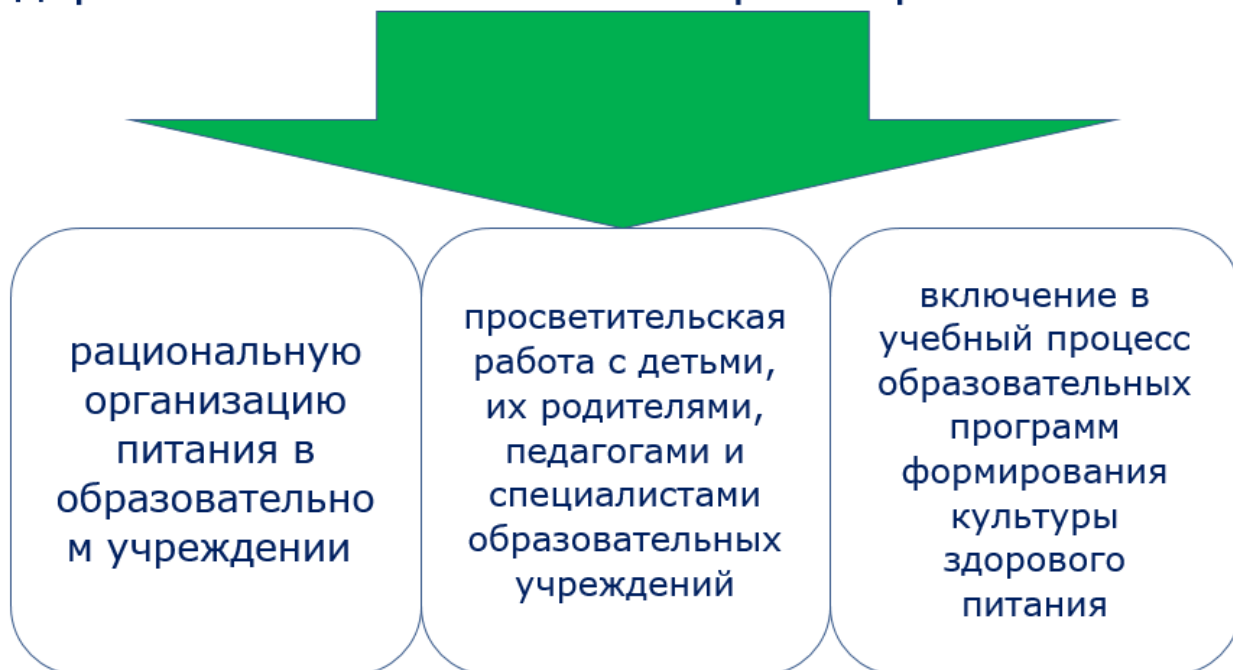 рациональную
организацию
питания в
образовательно
м учреждении
просветительская
работа с детьми,
их родителями,
педагогами и
специалистами
образовательных
учреждений
включение в
учебный процесс
образовательных
программ
формирования
культуры
здорового
питания